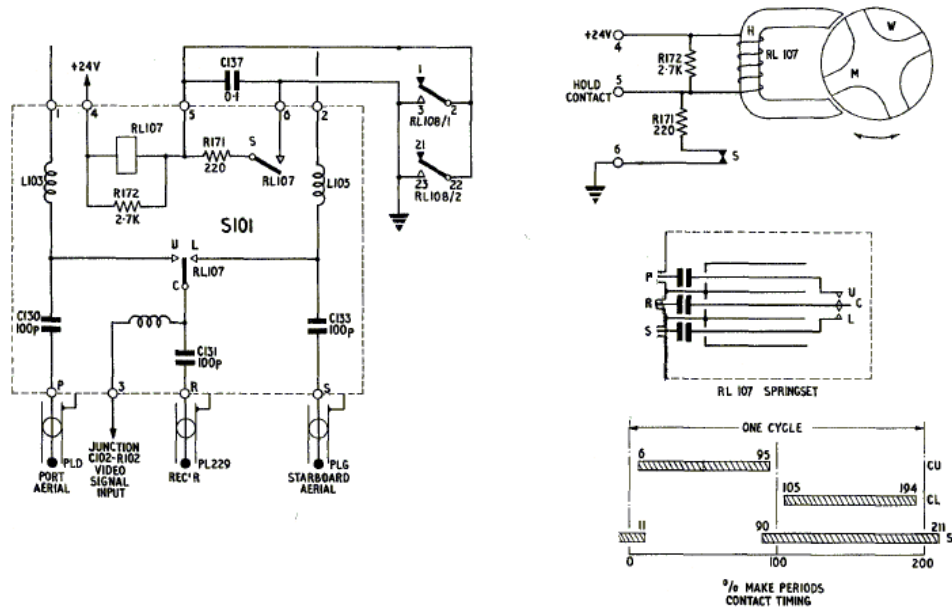 +24V
C137
0·1
1
3
2
RL108/1
21
23
22
RL108/2
1
4
5
6
2
RL107
R171
220
S
RL107
L103
R172
2·7K
L105
S101
U L
RL107
C
C130
100p
C131
100p
C133
100p
P
3
R
S
PLD
PORT
AERIAL
JUNCTION
C102-R102
VIDEO
SIGNAL
INPUT
PL229
REC'R
PLG
STARBOARD
AERIAL
+24V
4
HOLD
CONTACT
5
R172
2·7K
R171
220
6
S
H
RL 107
W
M
P
R
S
U
C
L
RL 107 SPRINGSET
ONE CYCLE
6 95 CU
105 194 CL
11 90 211 S
0 100 200
% MAKE PERIODS
CONTACT TIMING